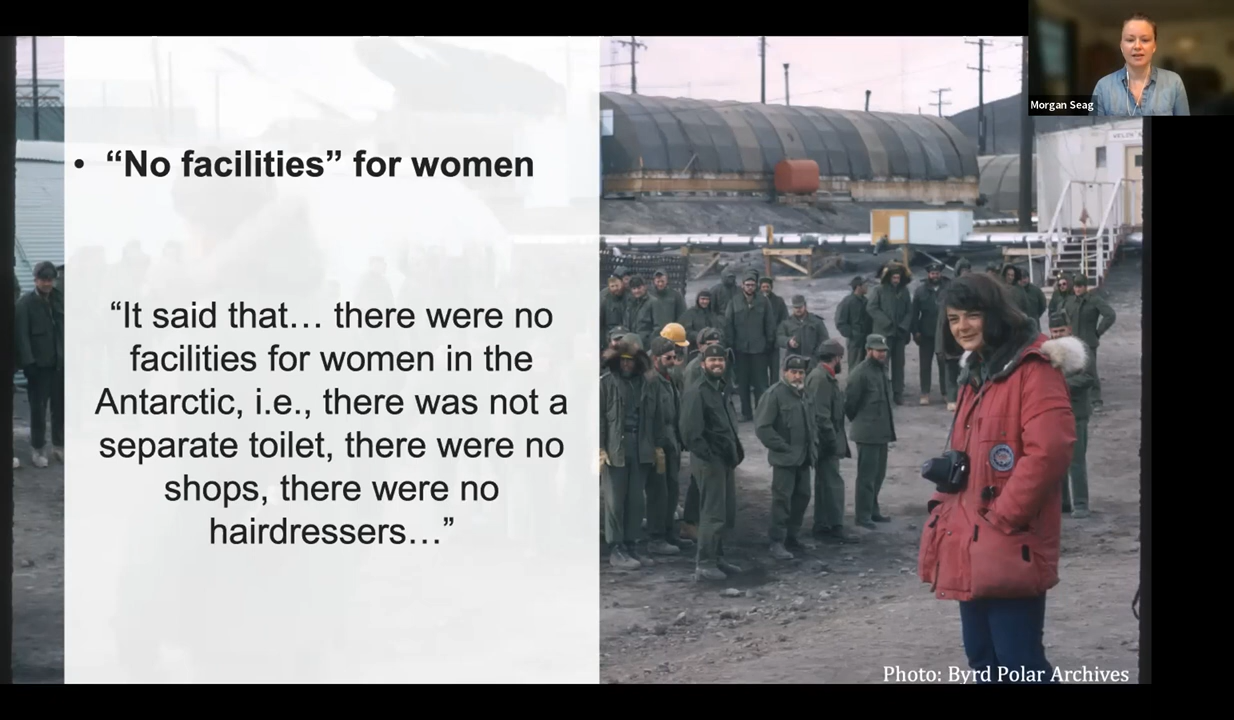 Morgan Seag
• “No facilities” for women
“It said that… there were no
facilities for women in the
Antarctic, i.e., there was not a
separate toilet, there were no
shops, there were no
hairdressers…”
Photo: Byrd Polar Archives